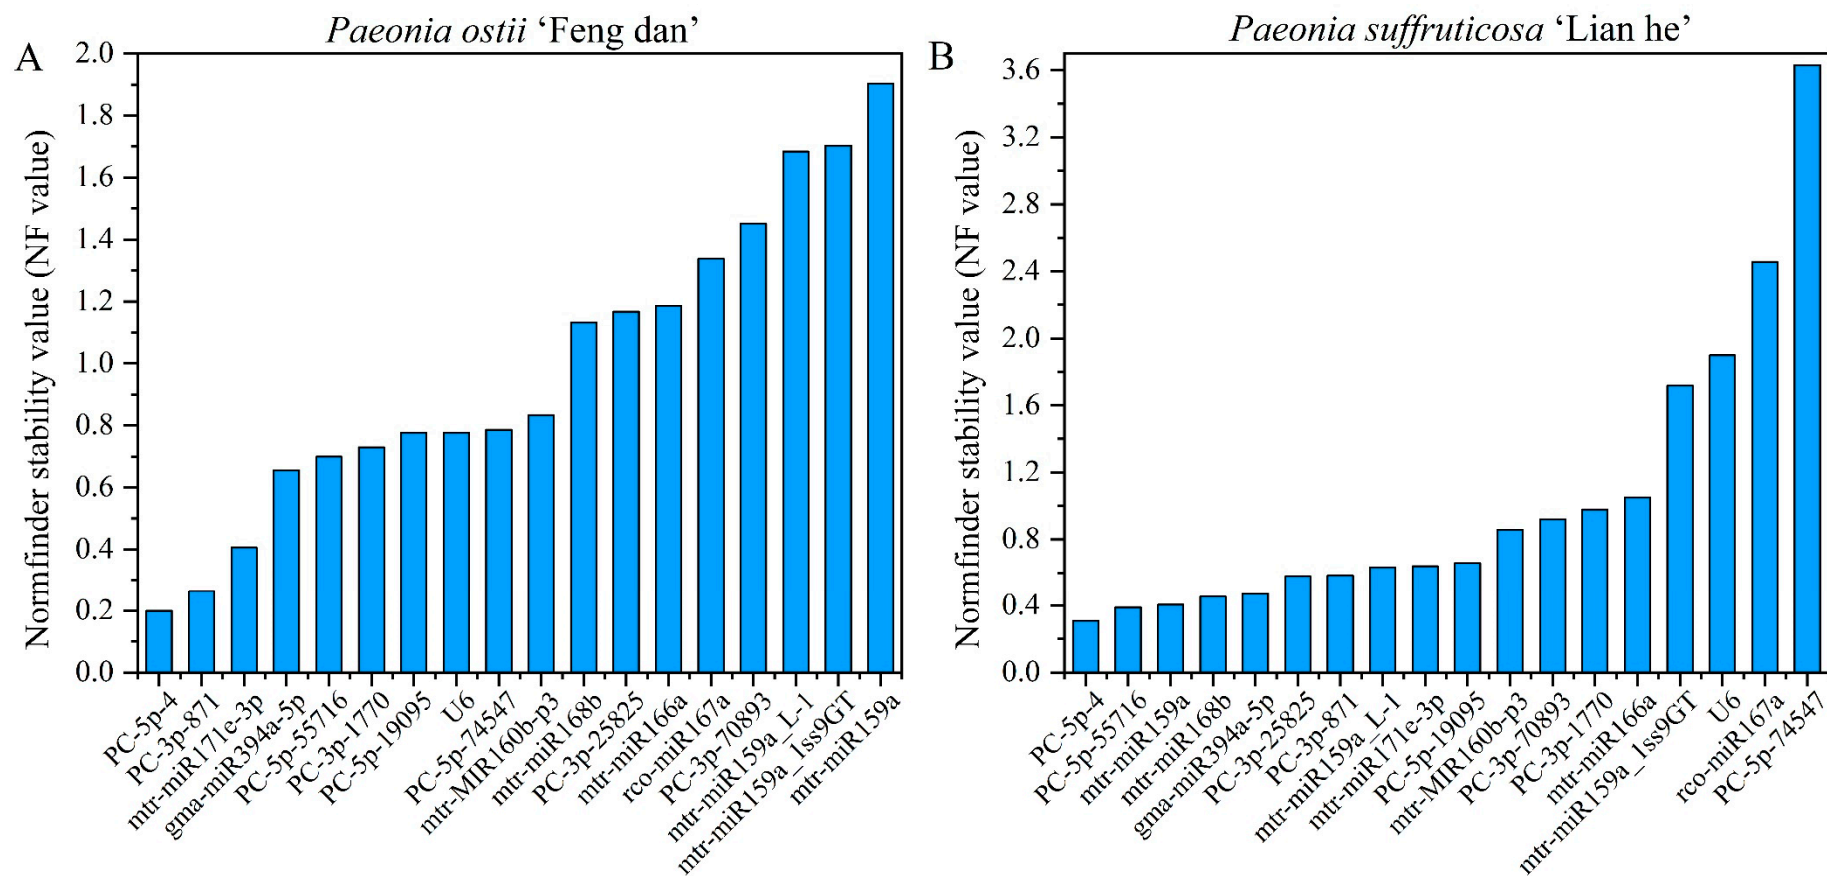 A
Paeonia ostii ‘Feng dan’
Normfinder stability value (NF value)
2.0
1.8
1.6
1.4
1.2
1.0
0.8
0.6
0.4
0.2
0.0
PC-5p-4
PC-3p-871
mtr-miR171e-3p
gma-miR394a-5p
PC-5p-55716
PC-3p-1770
PC-5p-19095
U6
PC-5p-74547
mtr-MIR160b-p3
mtr-miR168b
PC-3p-25825
mtr-miR166a
rco-miR167a
PC-3p-70893
mtr-miR159a_L-1
mtr-miR159a_1ss9GT
mtr-miR159a
B
Paeonia suffruticosa ‘Lian he’
Normfinder stability value (NF value)
3.6
3.2
2.8
2.4
2.0
1.6
1.2
0.8
0.4
0.0
PC-5p-4
PC-5p-55716
mtr-miR159a
mtr-miR168b
gma-miR394a-5p
PC-3p-25825
PC-3p-871
mtr-miR159a_L-1
mtr-miR171e-3p
PC-5p-19095
mtr-MIR160b-p3
PC-3p-70893
PC-3p-1770
mtr-miR166a
mtr-miR159a_1ss9GT
U6
rco-miR167a
PC-5p-74547